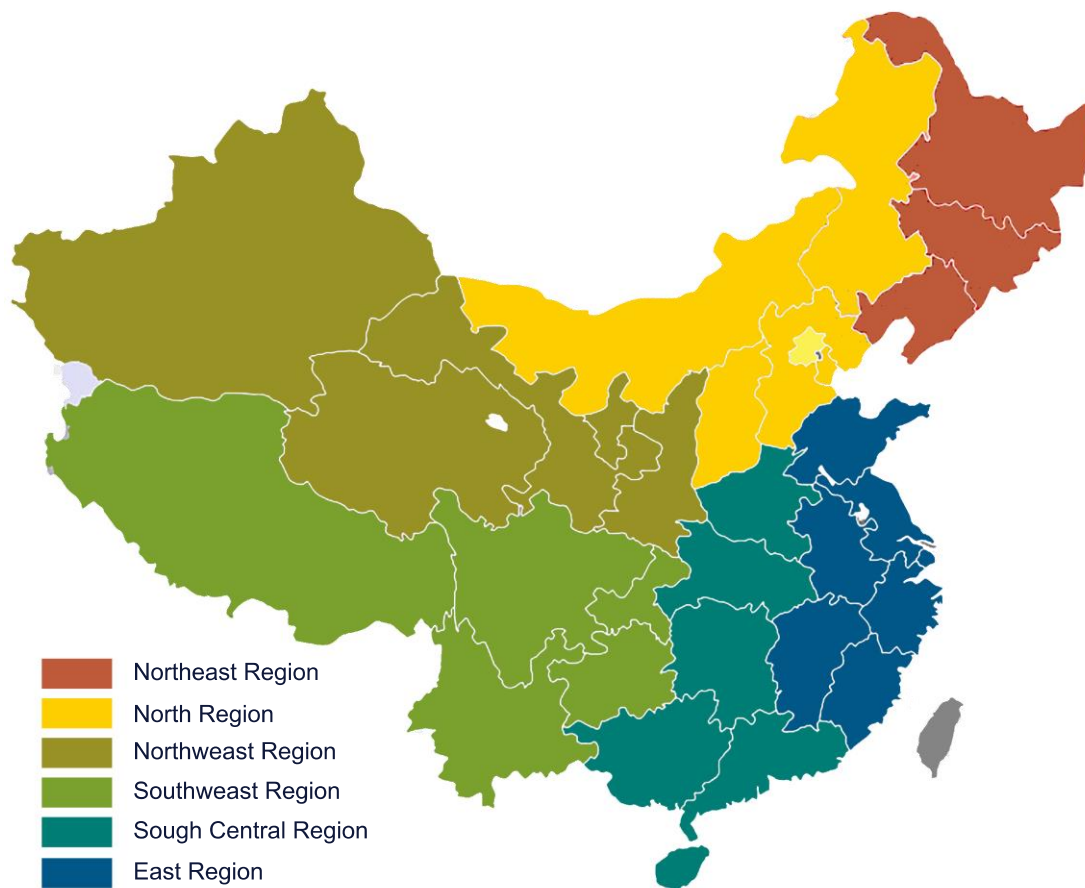 Northeast Region
North Region
Northweast Region
Southweast Region
Sough Central Region
East Region